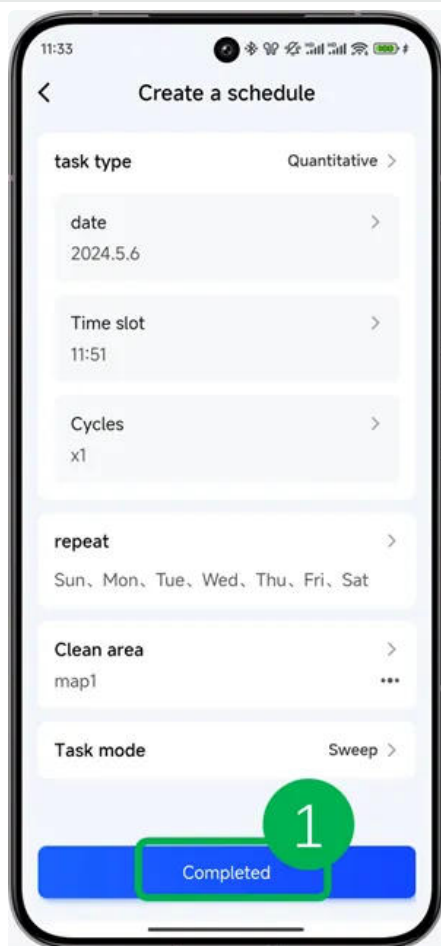 11:33
Create a schedule
task type Quantitative >
date >
2024.5.6
Time slot >
11:51
Cycles >
x1
repeat >
Sun、Mon、Tue、Wed、Thu、Fri、Sat
Clean area >
map1 •••
Task mode Sweep >
1
Completed